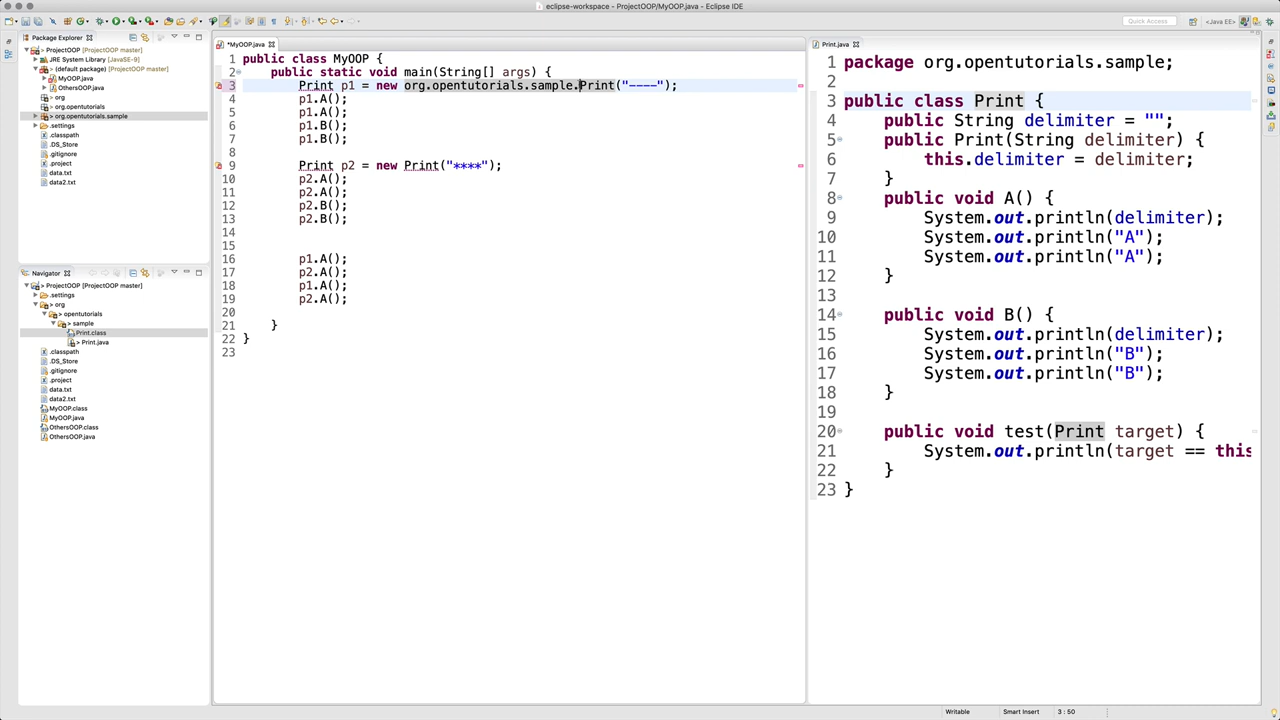 eclipse-workspace - ProjectOOP/MyOOP.java - Eclipse IDE
Quick Access
<Java EE>
Package Explorer
> ProjectOOP [ProjectOOP master]
JRE System Library [JavaSE-9]
> (default package) [ProjectOOP master]
MyOOP.java
> OthersOOP.java
org
> org.opentutorials
> org.opentutorials.sample
> .settings
.classpath
> .DS_Store
.gitignore
.project
data.txt
data2.txt
Navigator
> ProjectOOP [ProjectOOP master]
> .settings
> org
> opentutorials
> sample
Print.class
> Print.java
.classpath
> .DS_Store
.gitignore
.project
data.txt
data2.txt
MyOOP.class
MyOOP.java
OthersOOP.class
OthersOOP.java
*MyOOP.java
1 public class MyOOP {
2 public static void main(String[] args) {
3 Print p1 = new org.opentutorials.sample.Print("----");
4 p1.A();
5 p1.A();
6 p1.B();
7 p1.B();
8
9 Print p2 = new Print("****");
10 p2.A();
11 p2.A();
12 p2.B();
13 p2.B();
14
15
16 p1.A();
17 p2.A();
18 p1.A();
19 p2.A();
20
21 }
22 }
23
Print.java
1 package org.opentutorials.sample;
2
3 public class Print {
4 public String delimiter = "";
5 public Print(String delimiter) {
6 this.delimiter = delimiter;
7 }
8 public void A() {
9 System.out.println(delimiter);
10 System.out.println("A");
11 System.out.println("A");
12 }
13
14 public void B() {
15 System.out.println(delimiter);
16 System.out.println("B");
17 System.out.println("B");
18 }
19
20 public void test(Print target) {
21 System.out.println(target == this
22 }
23 }
Writable
Smart Insert
3 : 50